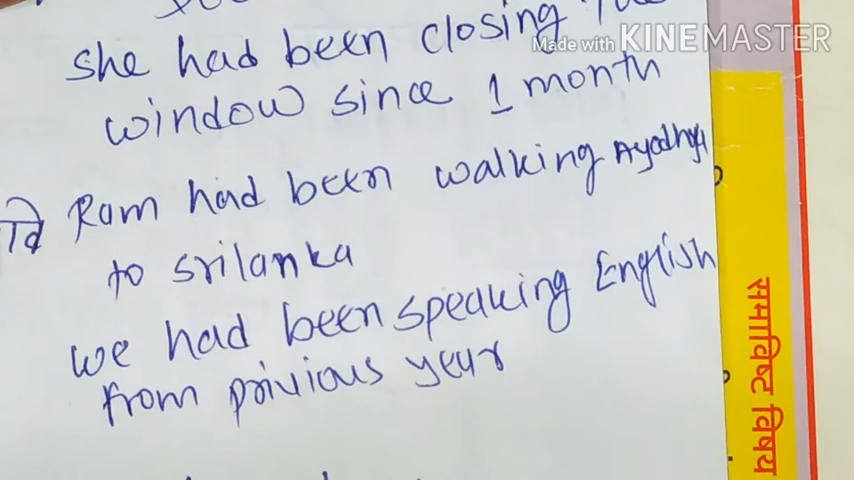 she had been closing
Made with KINEMASTER
window since 1 month
वि Ram had been walking Ayodhya
to srilanka
we had been speaking English
from privious year
समाविष्ट विषय